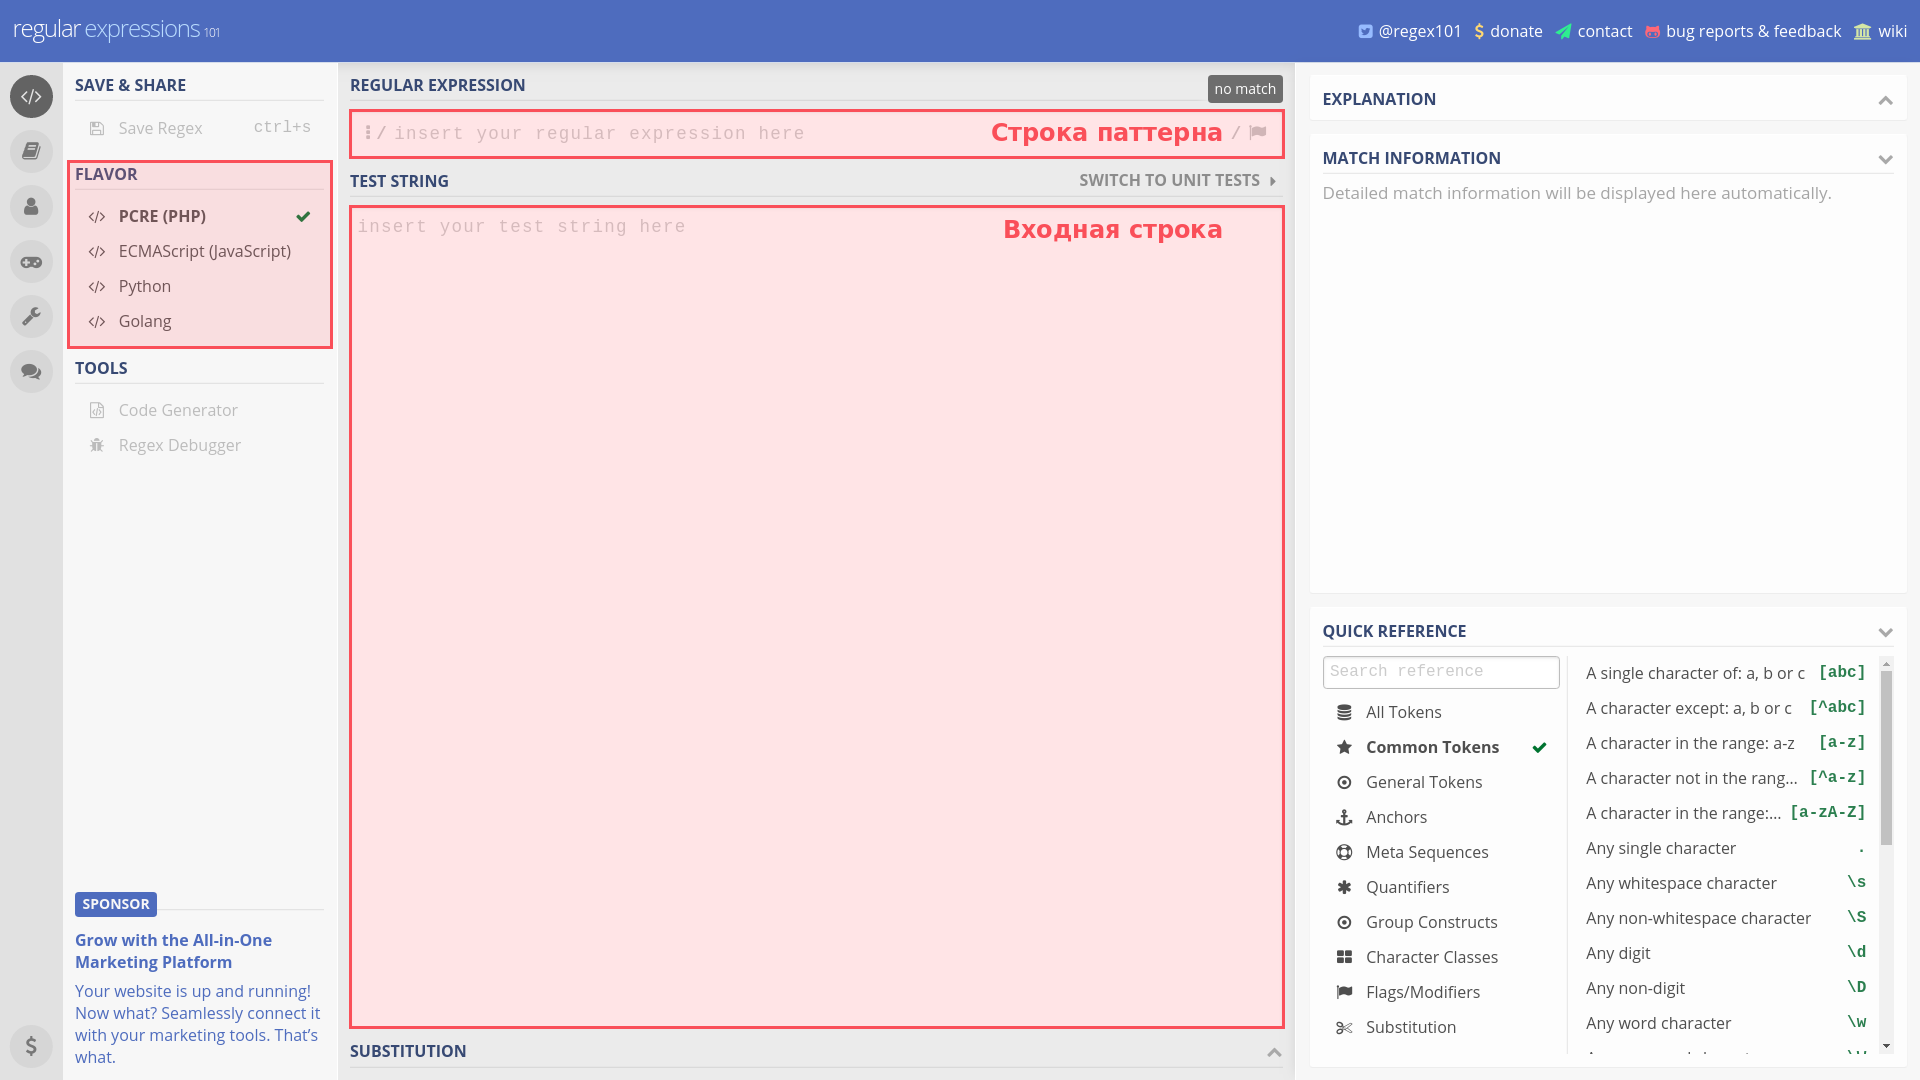 regular expressions 101
@regex101 donate contact bug reports & feedback wiki
SAVE & SHARE
Save Regex ctrl+s
FLAVOR
PCRE (PHP)
ECMAScript (JavaScript)
Python
Golang
TOOLS
Code Generator
Regex Debugger
SPONSOR
Grow with the All-in-One
Marketing Platform
Your website is up and running!
Now what? Seamlessly connect it
with your marketing tools. That’s
what.
REGULAR EXPRESSION
no match
/ insert your regular expression here Строка паттерна /
TEST STRING
SWITCH TO UNIT TESTS
insert your test string here Входная строка
SUBSTITUTION
EXPLANATION
MATCH INFORMATION
Detailed match information will be displayed here automatically.
QUICK REFERENCE
Search reference
All Tokens
Common Tokens
General Tokens
Anchors
Meta Sequences
Quantifiers
Group Constructs
Character Classes
Flags/Modifiers
Substitution
A single character of: a, b or c [abc]
A character except: a, b or c [^abc]
A character in the range: a-z [a-z]
A character not in the rang... [^a-z]
A character in the range:... [a-zA-Z]
Any single character .
Any whitespace character \s
Any non-whitespace character \S
Any digit \d
Any non-digit \D
Any word character \w